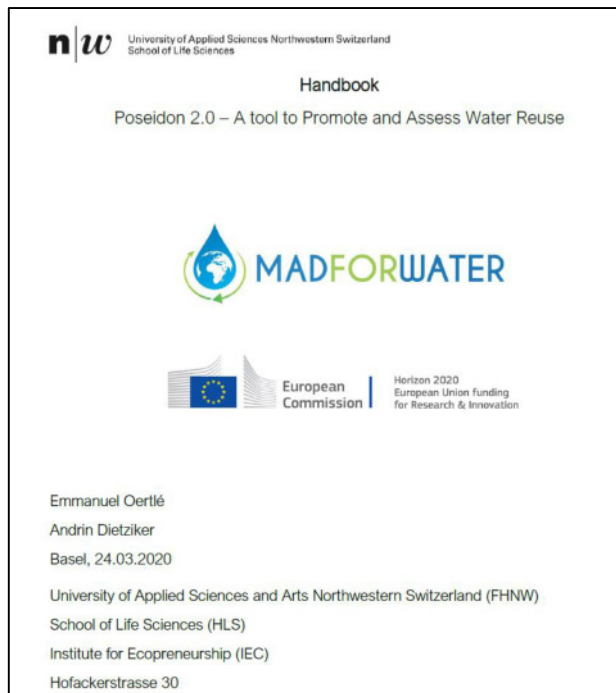 n|w University of Applied Sciences Northwestern Switzerland
School of Life Sciences
Handbook
Poseidon 2.0 – A tool to Promote and Assess Water Reuse
MADFORWATER
European
Commission
Horizon 2020
European Union funding
for Research & Innovation
Emmanuel Oertlé
Andrin Dietziker
Basel, 24.03.2020
University of Applied Sciences and Arts Northwestern Switzerland (FHNW)
School of Life Sciences (HLS)
Institute for Ecopreneurship (IEC)
Hofackerstrasse 30